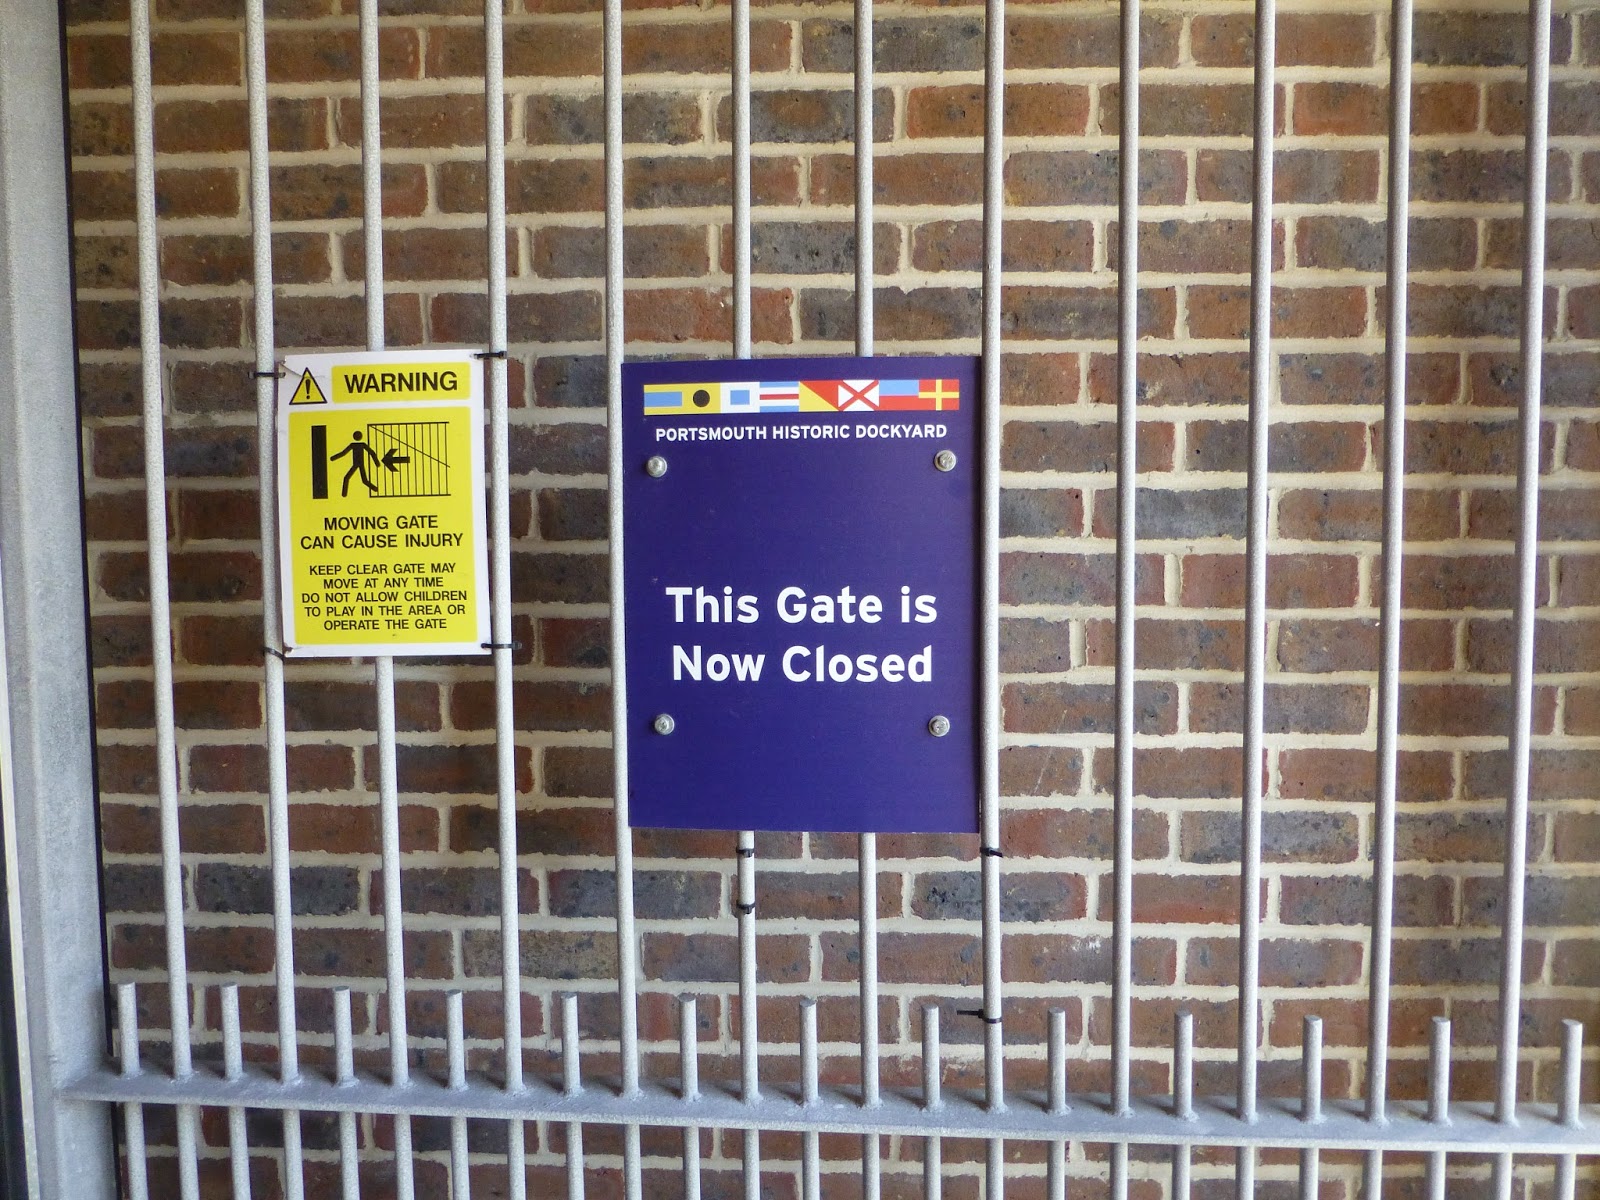 WARNING
MOVING GATE
CAN CAUSE INJURY
KEEP CLEAR GATE MAY
MOVE AT ANY TIME
DO NOT ALLOW CHILDREN
TO PLAY IN THE AREA OR
OPERATE THE GATE
PORTSMOUTH HISTORIC DOCKYARD
This Gate is
Now Closed